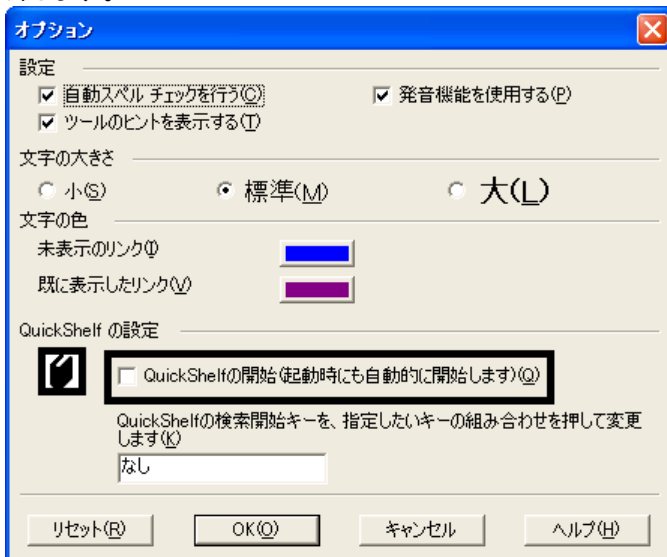 オプション
設定
自動スペル チェックを行う(C)
発音機能を使用する(P)
ツールのヒントを表示する(T)
文字の大きさ
小(S)
標準(M)
大(L)
文字の色
未表示のリンク(I)
既に表示したリンク(V)
QuickShelf の設定
QuickShelfの開始(起動時にも自動的に開始します)(Q)
QuickShelfの検索開始キーを、指定したいキーの組み合わせを押して変更
します(K)
なし
リセット(R)
OK(O)
キャンセル
ヘルプ(H)